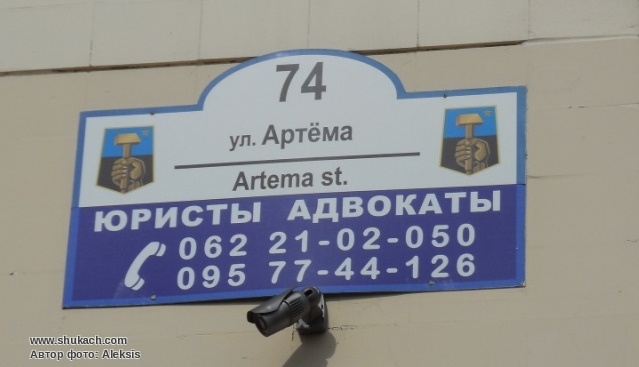 74
ул. Артёма
Artema st.
ЮРИСТЫ АДВОКАТЫ
062 21-02-050
095 77-44-126
www.shukach.com
Автор фото: Aleksis